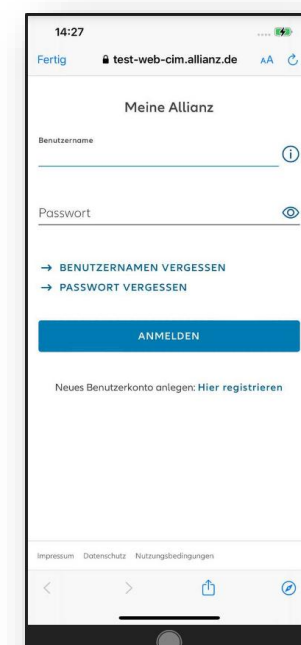 14:27
Fertig test-web-cim.allianz.de AA
Meine Allianz
Benutzername
Passwort
→ BENUTZERNAMEN VERGESSEN
→ PASSWORT VERGESSEN
ANMELDEN
Neues Benutzerkonto anlegen: Hier registrieren
Impressum Datenschutz Nutzungsbedingungen